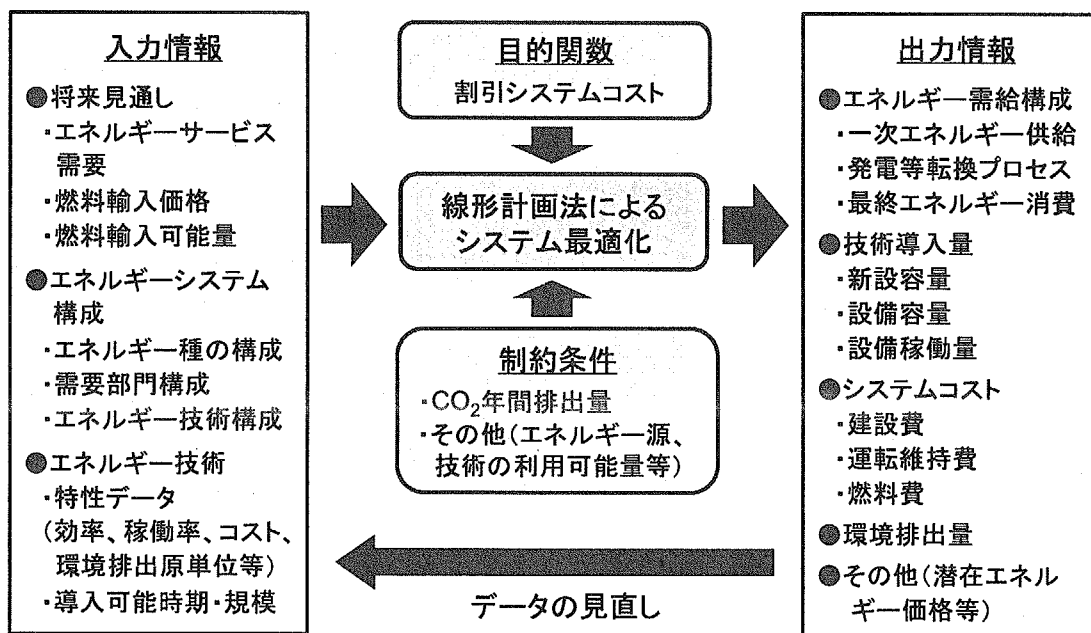 入力情報
●将来見通し
・エネルギーサービス
需要
・燃料輸入価格
・燃料輸入可能量
●エネルギーシステム
構成
・エネルギー種の構成
・需要部門構成
・エネルギー技術構成
●エネルギー技術
・特性データ
(効率、稼働率、コスト、
環境排出原単位等)
・導入可能時期・規模
目的関数
割引システムコスト
線形計画法による
システム最適化
制約条件
・CO₂年間排出量
・その他(エネルギー源、
技術の利用可能量等)
データの見直し
出力情報
●エネルギー需給構成
・一次エネルギー供給
・発電等転換プロセス
・最終エネルギー消費
●技術導入量
・新設容量
・設備容量
・設備稼働量
●システムコスト
・建設費
・運転維持費
・燃料費
●環境排出量
●その他(潜在エネル
ギー価格等)